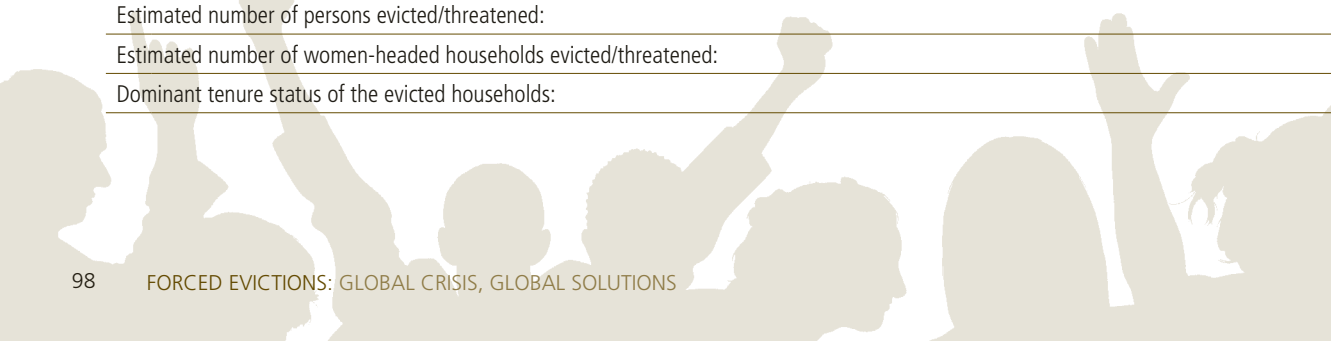 Estimated number of persons evicted/threatened:
Estimated number of women-headed households evicted/threatened:
Dominant tenure status of the evicted households:
98 FORCED EVICTIONS: GLOBAL CRISIS, GLOBAL SOLUTIONS